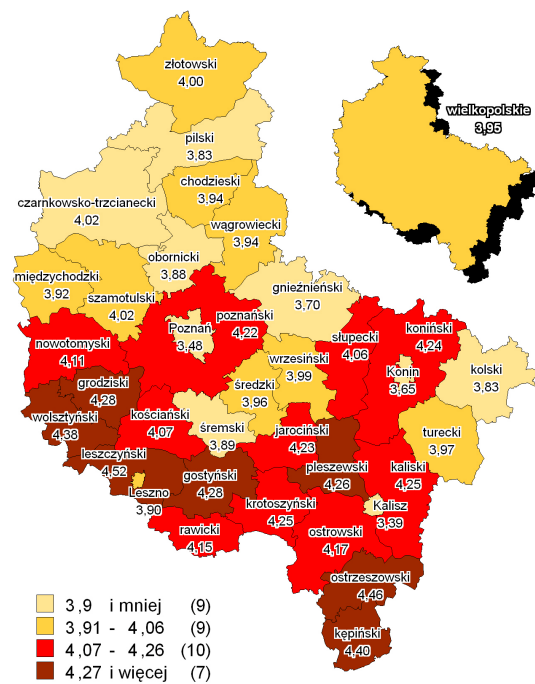 złotowski
4,00
wielkopolskie
3,95
pilski
3,83
chodzieski
3,94
czarnkowsko-trzcianecki
4,02
wągrowiecki
3,94
obornicki
3,88
międzychodzki
3,92
szamotulski
4,02
gnieźnieński
3,70
poznański
4,22
Poznań
3,48
słupecki
4,06
koniński
4,24
nowotomyski
4,11
wrzesiński
3,99
Konin
3,65
kolski
3,83
grodziski
4,28
średzki
3,96
wolsztyński
4,38
kościański
4,07
śremski
3,89
jarociński
4,23
turecki
3,97
leszczyński
4,52
gostyński
4,28
pleszewski
4,26
kaliski
4,25
Leszno
3,90
krotoszyński
4,25
Kalisz
3,39
rawicki
4,15
ostrowski
4,17
ostrzeszowski
4,46
kępiński
4,40
3,9 i mniej (9)
3,91 - 4,06 (9)
4,07 - 4,26 (10)
4,27 i więcej (7)